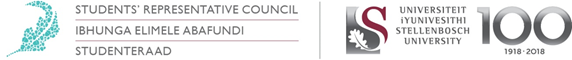 STUDENTS' REPRESENTATIVE COUNCIL
IBHUNGA ELIMELE ABAFUNDI
STUDENTERAAD
UNIVERSITEIT
iYUNIVESITHI
STELLENBOSCH
UNIVERSITY
100
1918·2018